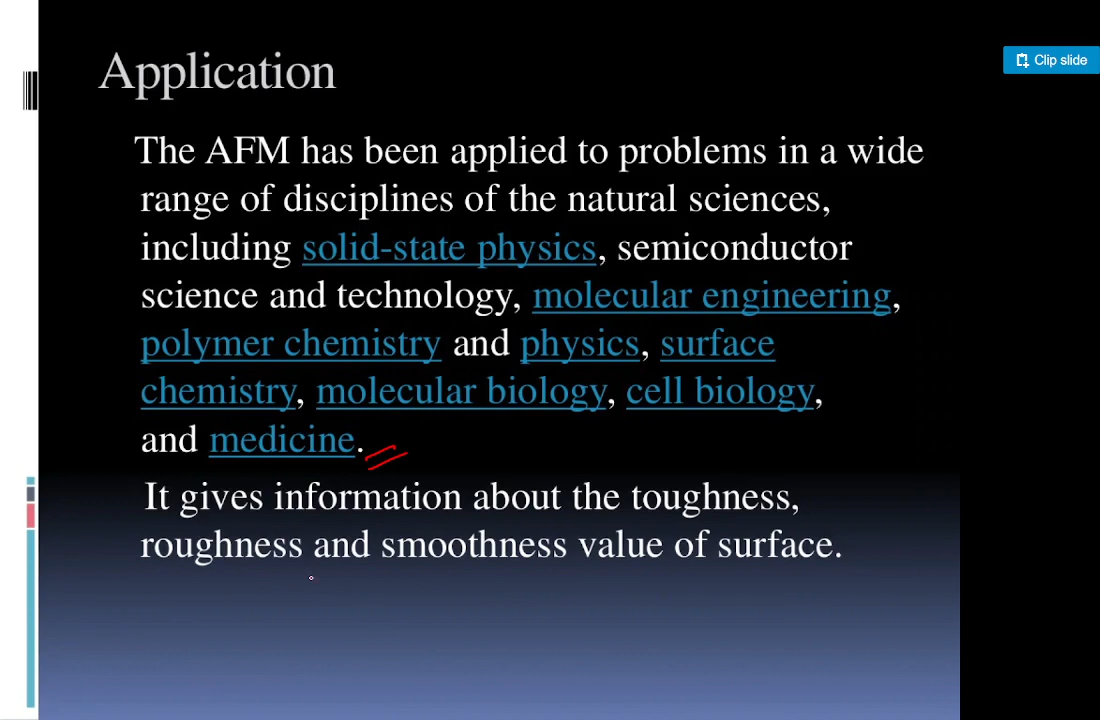 Application
Clip slide
The AFM has been applied to problems in a wide
range of disciplines of the natural sciences,
including solid-state physics, semiconductor
science and technology, molecular engineering,
polymer chemistry and physics, surface
chemistry, molecular biology, cell biology,
and medicine.
It gives information about the toughness,
roughness and smoothness value of surface.